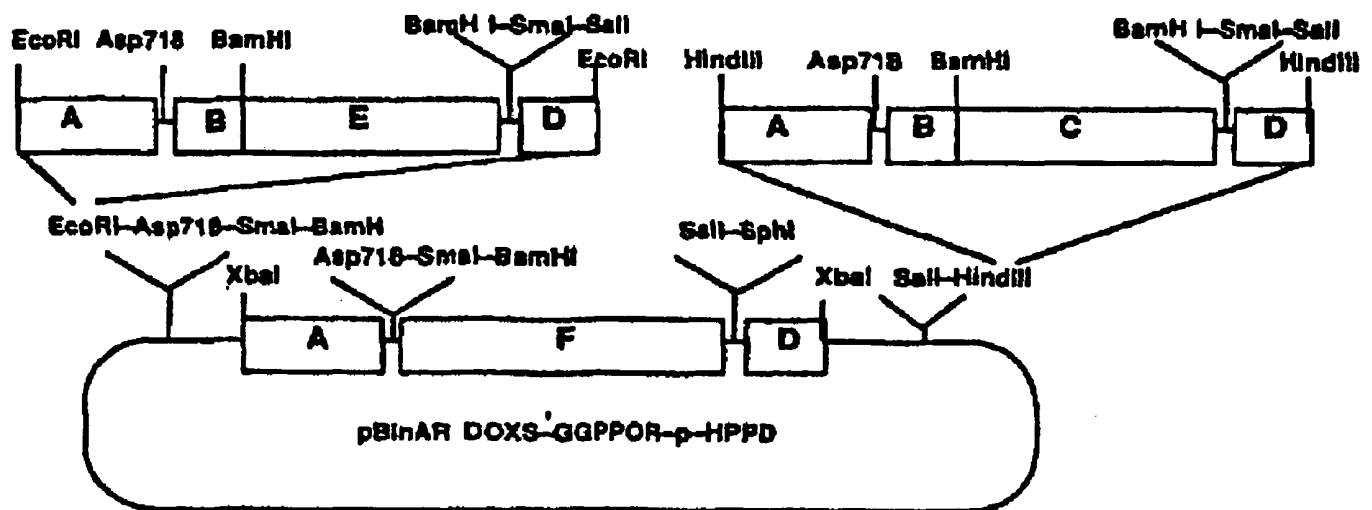 BamH I-SmaI-SalI
EcoRI Asp718 BamHI
EcoRI
A B E D
BamH I-SmaI-SalI
HindIII Asp718 BamHI
HindIII
A B C D
EcoRI-Asp718-SmaI-BamH
XbaI
Asp718-SmaI-BamHI
SalI-SphI
XbaI
SalI-HindIII
A F D
pBinAR DOXS-GGPPOR-p-HPPD